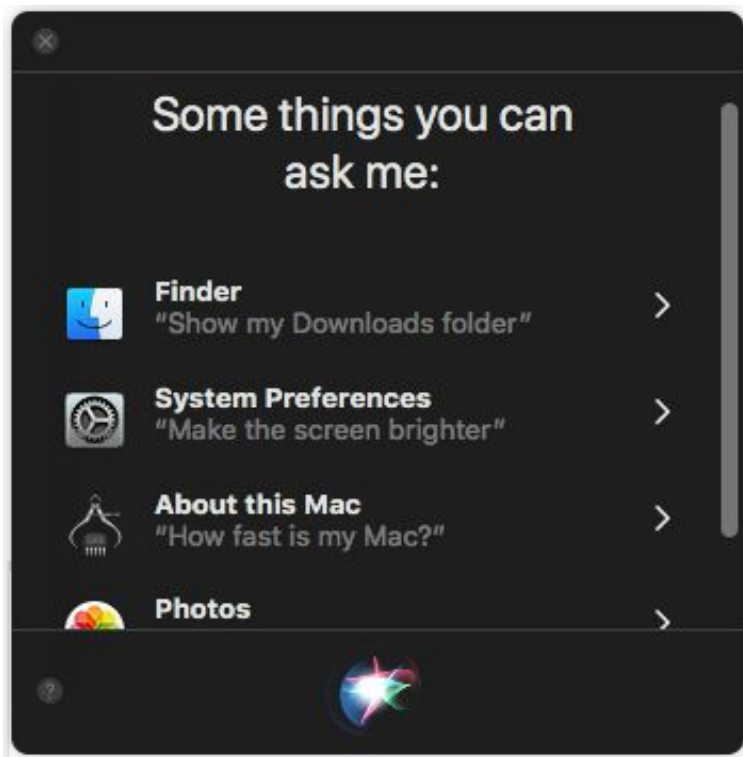 Some things you can
ask me:
Finder
“Show my Downloads folder”
System Preferences
“Make the screen brighter”
About this Mac
“How fast is my Mac?”
Photos
?